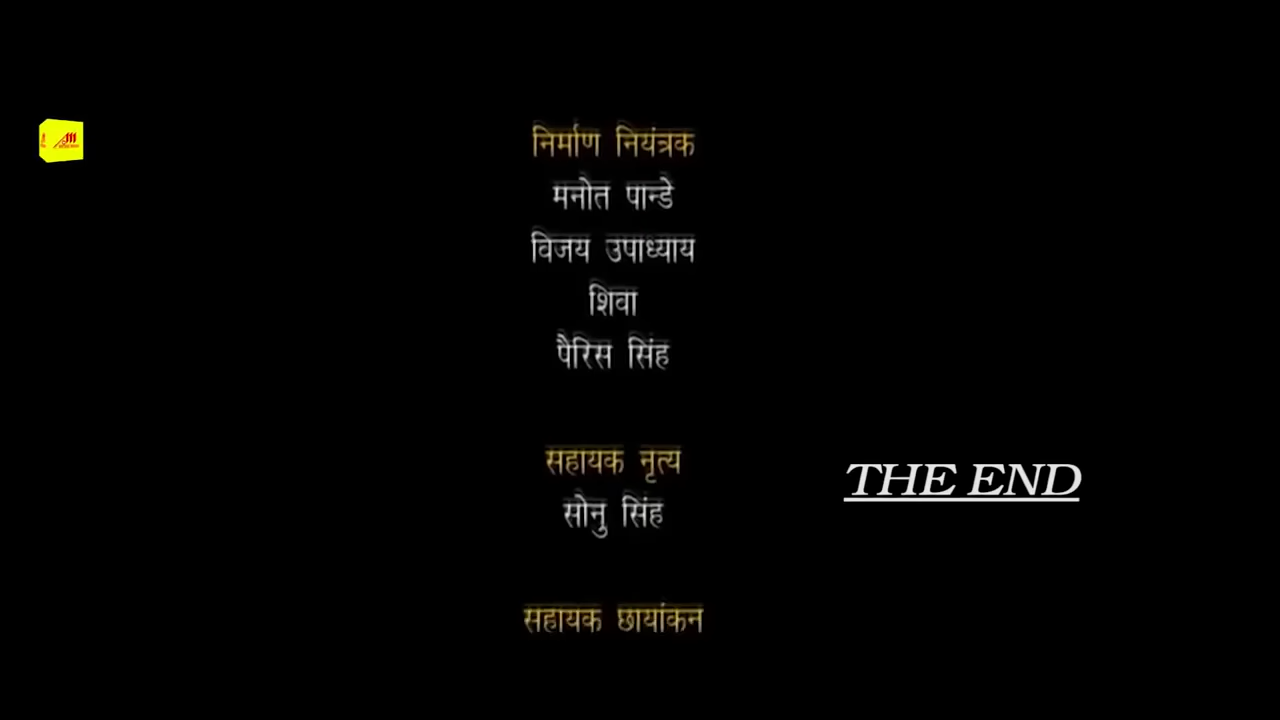 निर्माण नियंत्रक
मनोत पान्डे
विजय उपाध्याय
शिवा
पैरिस सिंह
सहायक नृत्य
सोनु सिंह
THE END
सहायक छायांकन